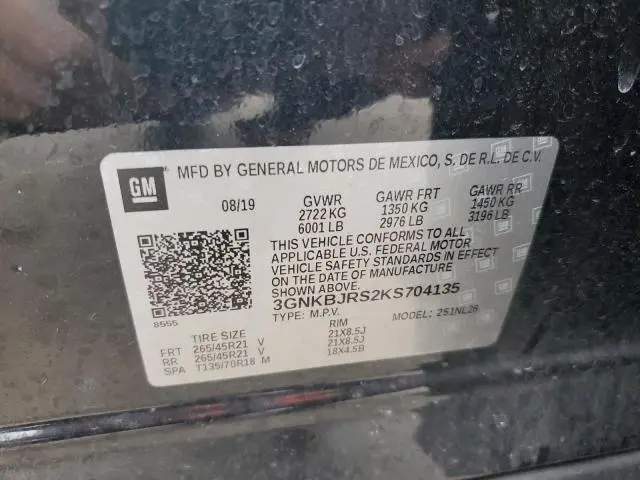 GM
MFD BY GENERAL MOTORS DE MEXICO, S. DE R.L. DE C.V.
08/19 GVWR GAWR FRT GAWR RR
2722 KG 1350 KG 1450 KG
6001 LB 2976 LB 3196 LB
THIS VEHICLE CONFORMS TO ALL
APPLICABLE U.S. FEDERAL MOTOR
VEHICLE SAFETY STANDARDS IN EFFECT
ON THE DATE OF MANUFACTURE
SHOWN ABOVE.
3GNKBJRS2KS704135
TYPE: M.P.V. MODEL: 251NL26
8555
TIRE SIZE RIM
FRT 265/45R21 V 21X8.5J
RR 265/45R21 V 21X8.5J
SPA T135/70R18 M 18X4.5B